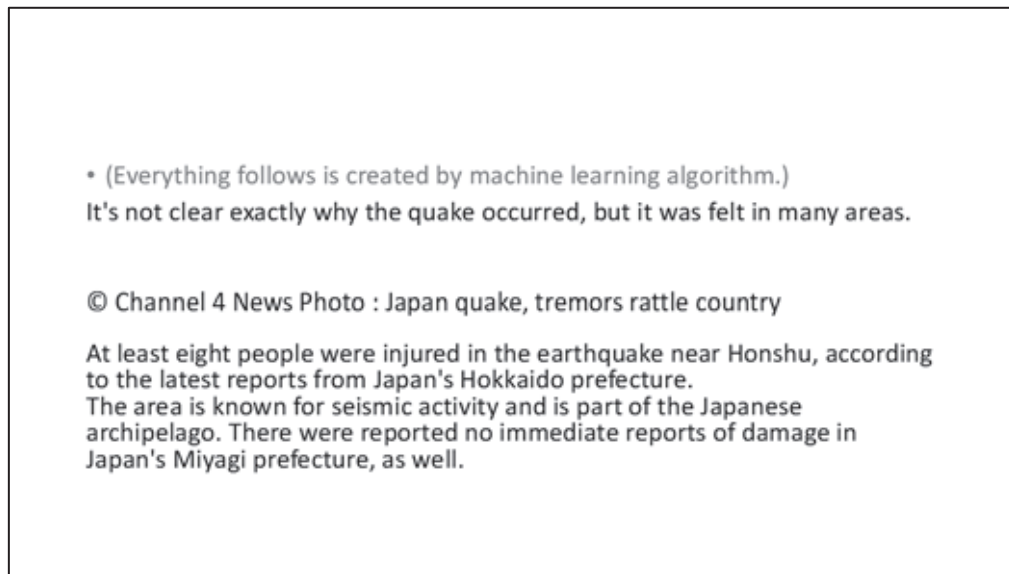 • (Everything follows is created by machine learning algorithm.)
It's not clear exactly why the quake occurred, but it was felt in many areas.
© Channel 4 News Photo : Japan quake, tremors rattle country
At least eight people were injured in the earthquake near Honshu, according
to the latest reports from Japan's Hokkaido prefecture.
The area is known for seismic activity and is part of the Japanese
archipelago. There were reported no immediate reports of damage in
Japan's Miyagi prefecture, as well.